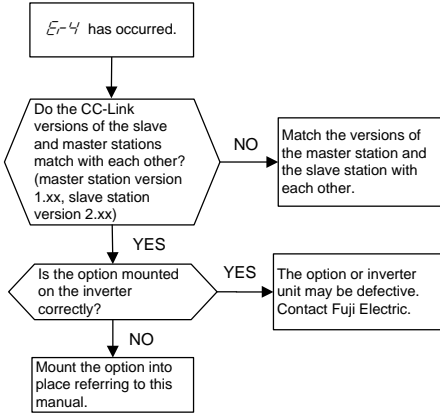 Er-4 has occurred.
Do the CC-Link
versions of the slave
and master stations
match with each other?
(master station version
1.xx, slave station
version 2.xx)
NO
Match the versions of
the master station and
the slave station with
each other.
YES
Is the option mounted
on the inverter
correctly?
YES
The option or inverter
unit may be defective.
Contact Fuji Electric.
NO
Mount the option into
place referring to this
manual.